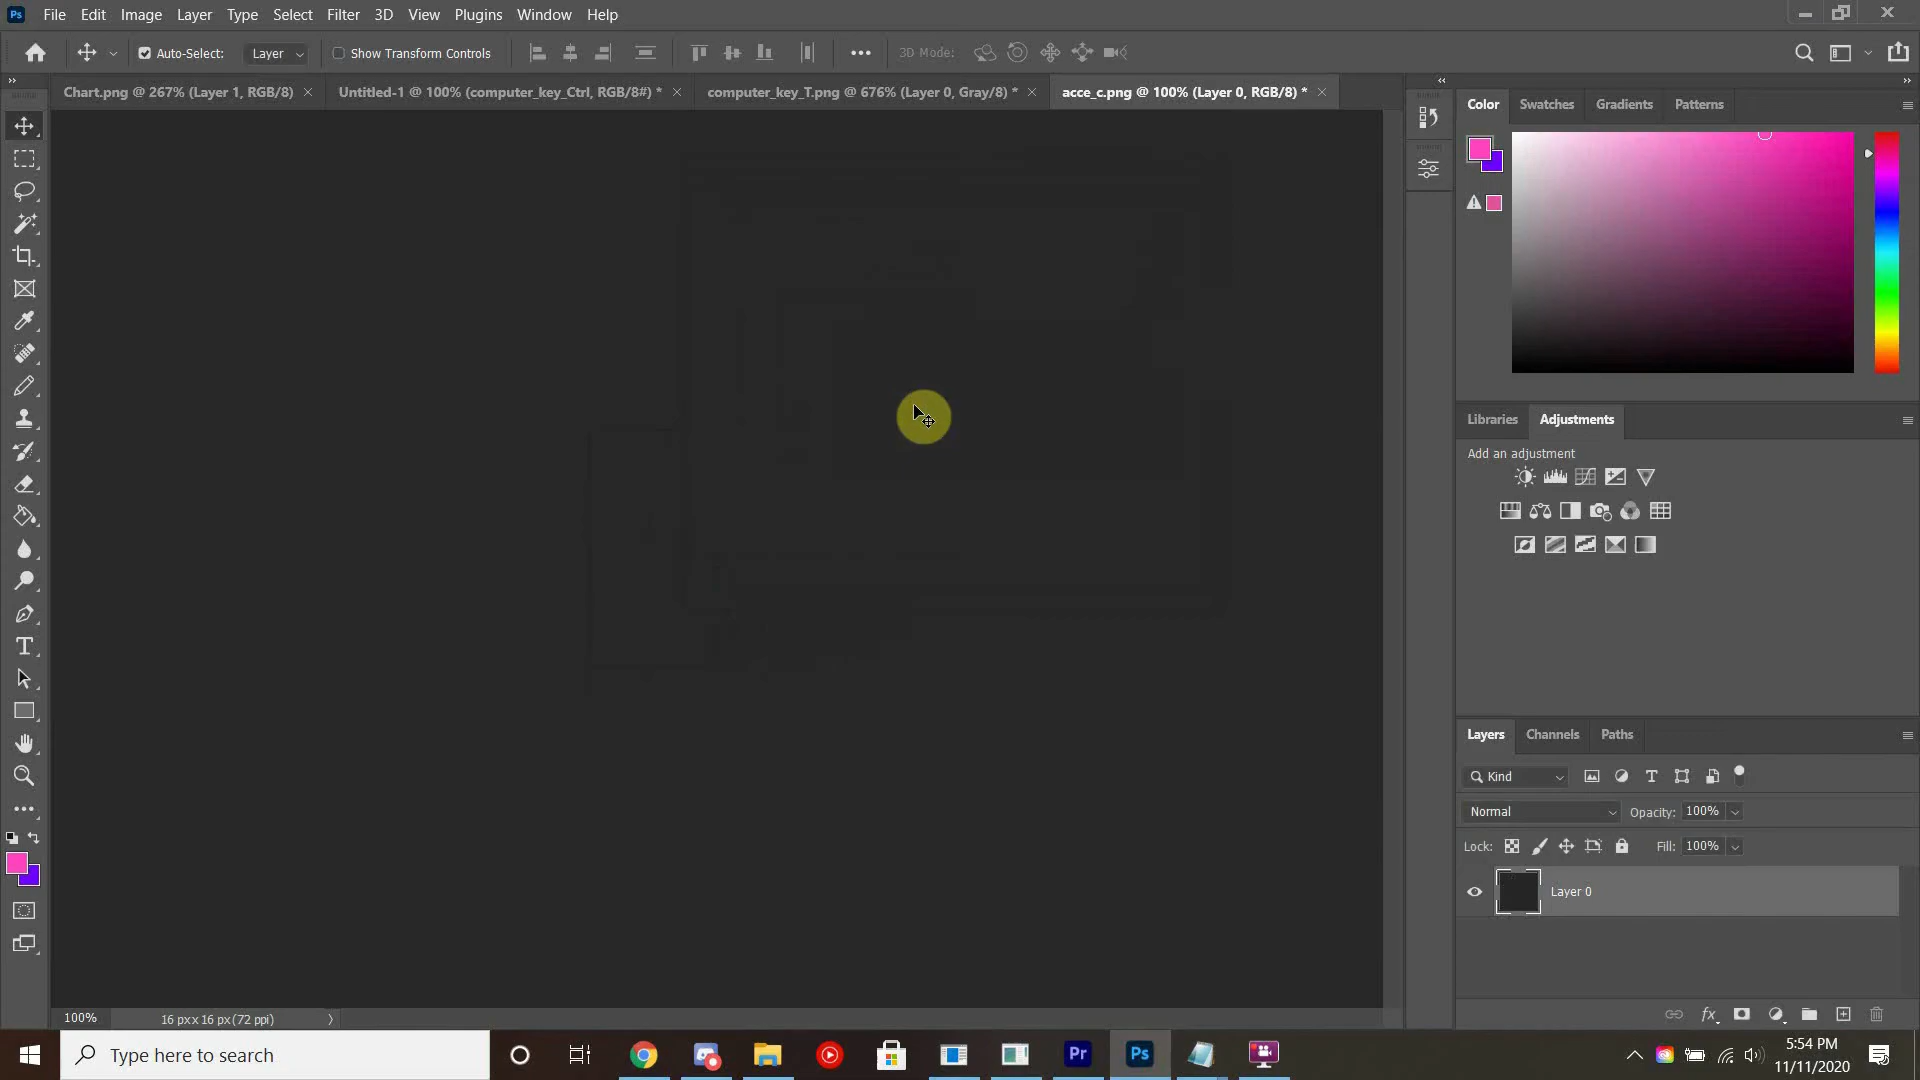 Ps File Edit Image Layer Type Select Filter 3D View Plugins Window Help
Auto-Select: Layer Show Transform Controls 3D Mode:
Chart.png @ 267% (Layer 1, RGB/8) Untitled-1 @ 100% (computer_key_Ctrl, RGB/8#) * computer_key_T.png @ 676% (Layer 0, Gray/8) * acce_c.png @ 100% (Layer 0, RGB/8) *
Color Swatches Gradients Patterns
Libraries Adjustments
Add an adjustment
Layers Channels Paths
Kind
Normal Opacity: 100%
Lock: Fill: 100%
Layer 0
100% 16 px x 16 px (72 ppi)
Type here to search
Pr Ps
5:54 PM
11/11/2020